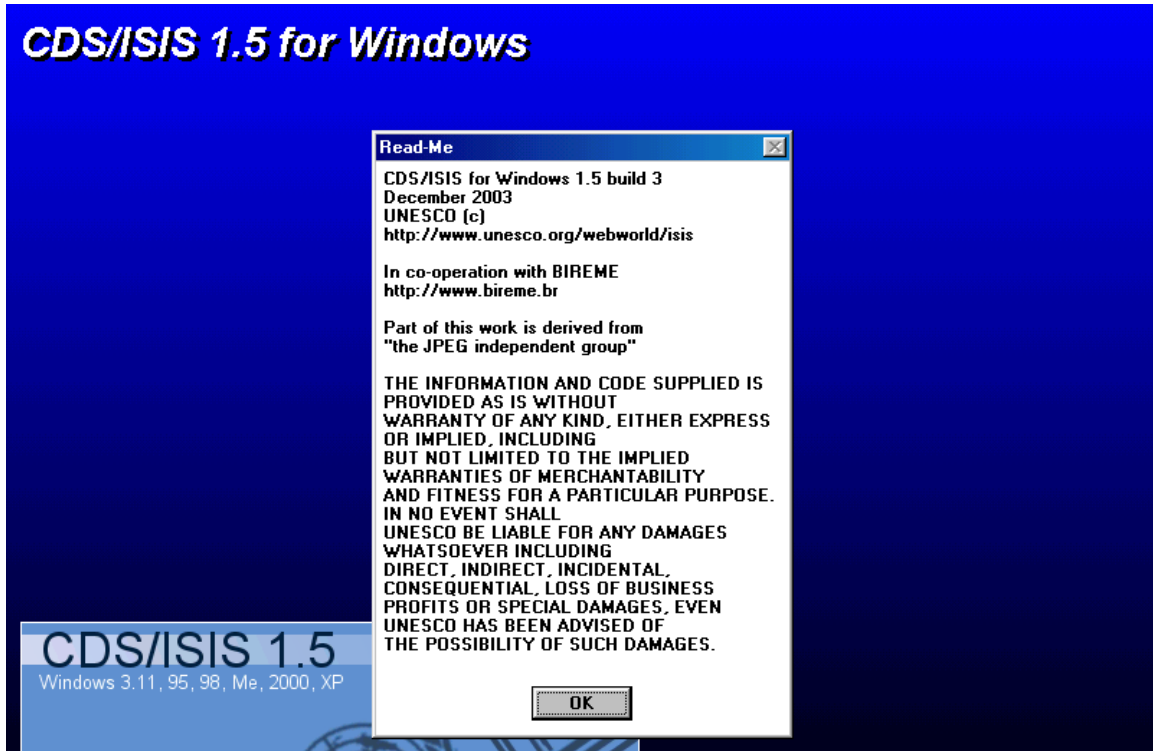 CDS/ISIS 1.5 for Windows
Read-Me
CDS/ISIS for Windows 1.5 build 3
December 2003
UNESCO (c)
http://www.unesco.org/webworld/isis
In co-operation with BIREME
http://www.bireme.br
Part of this work is derived from
"the JPEG independent group"
THE INFORMATION AND CODE SUPPLIED IS
PROVIDED AS IS WITHOUT
WARRANTY OF ANY KIND, EITHER EXPRESS
OR IMPLIED, INCLUDING
BUT NOT LIMITED TO THE IMPLIED
WARRANTIES OF MERCHANTABILITY
AND FITNESS FOR A PARTICULAR PURPOSE.
IN NO EVENT SHALL
UNESCO BE LIABLE FOR ANY DAMAGES
WHATSOEVER INCLUDING
DIRECT, INDIRECT, INCIDENTAL,
CONSEQUENTIAL, LOSS OF BUSINESS
PROFITS OR SPECIAL DAMAGES, EVEN
UNESCO HAS BEEN ADVISED OF
THE POSSIBILITY OF SUCH DAMAGES.
OK
CDS/ISIS 1.5
Windows 3.11, 95, 98, Me, 2000, XP